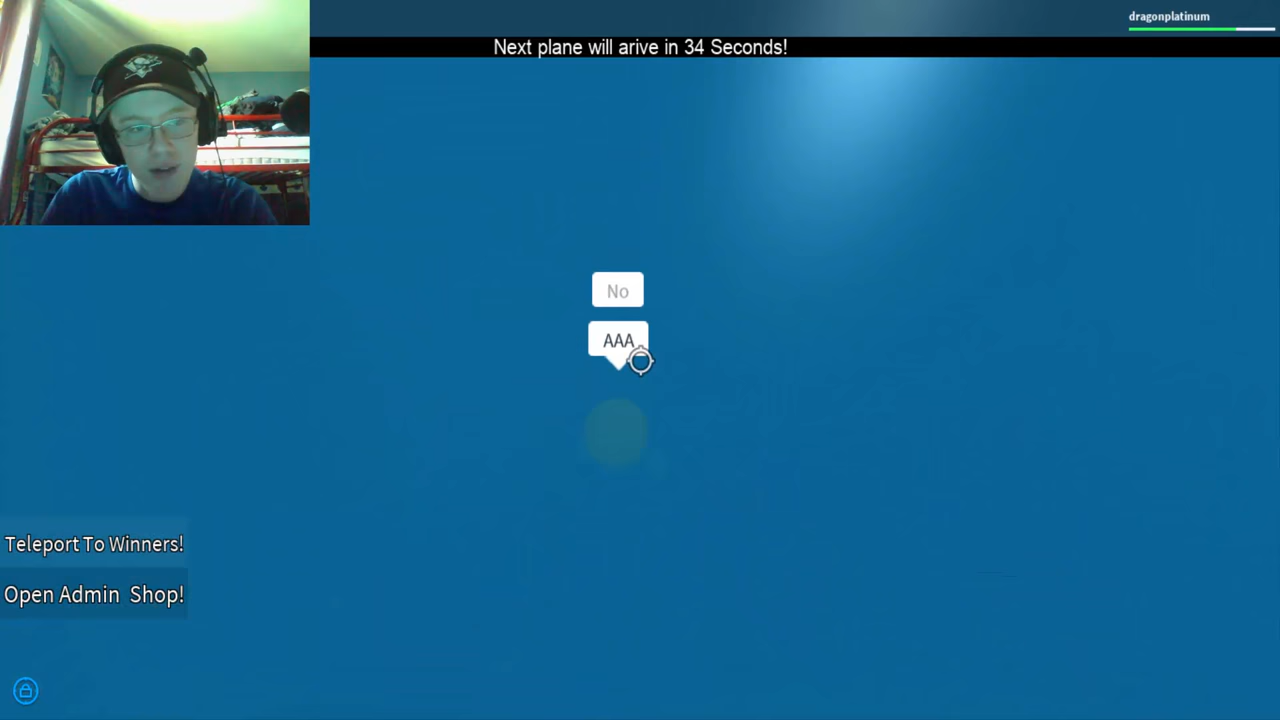 dragonplatinum
Next plane will arive in 34 Seconds!
No
AAA
Teleport To Winners!
Open Admin Shop!